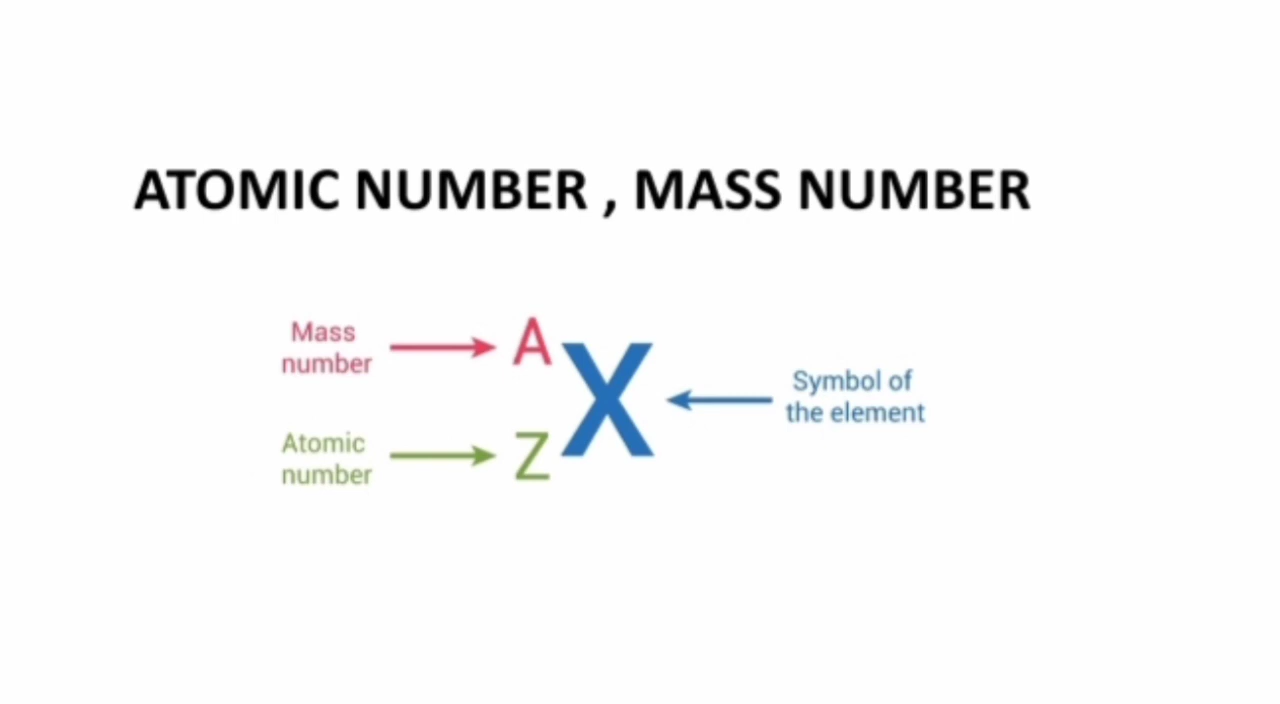 ATOMIC NUMBER , MASS NUMBER
Mass
number
A
X
Symbol of
the element
Atomic
number
Z